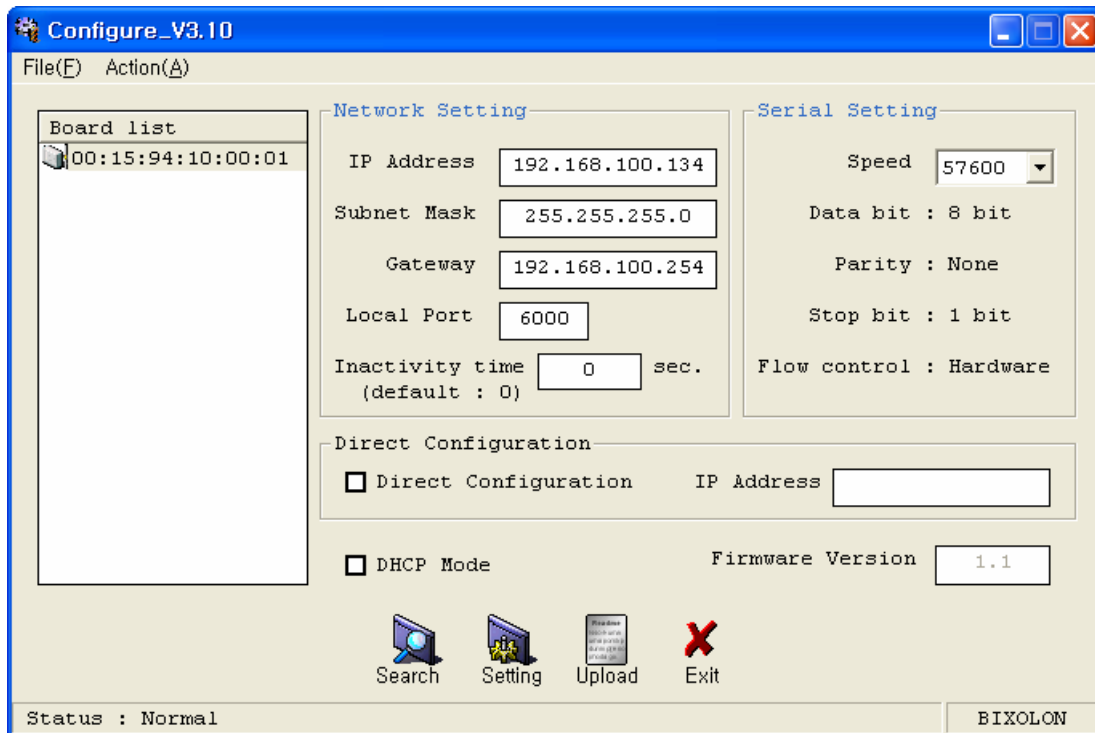 Configure_V3.10
File(F) Action(A)
Board list
00:15:94:10:00:01
Network Setting
IP Address 192.168.100.134
Subnet Mask 255.255.255.0
Gateway 192.168.100.254
Local Port 6000
Inactivity time 0 sec.
(default : 0)
Serial Setting
Speed 57600
Data bit : 8 bit
Parity : None
Stop bit : 1 bit
Flow control : Hardware
Direct Configuration
Direct Configuration IP Address
DHCP Mode Firmware Version 1.1
Readme
Search Setting Upload Exit
Status : Normal BIXOLON